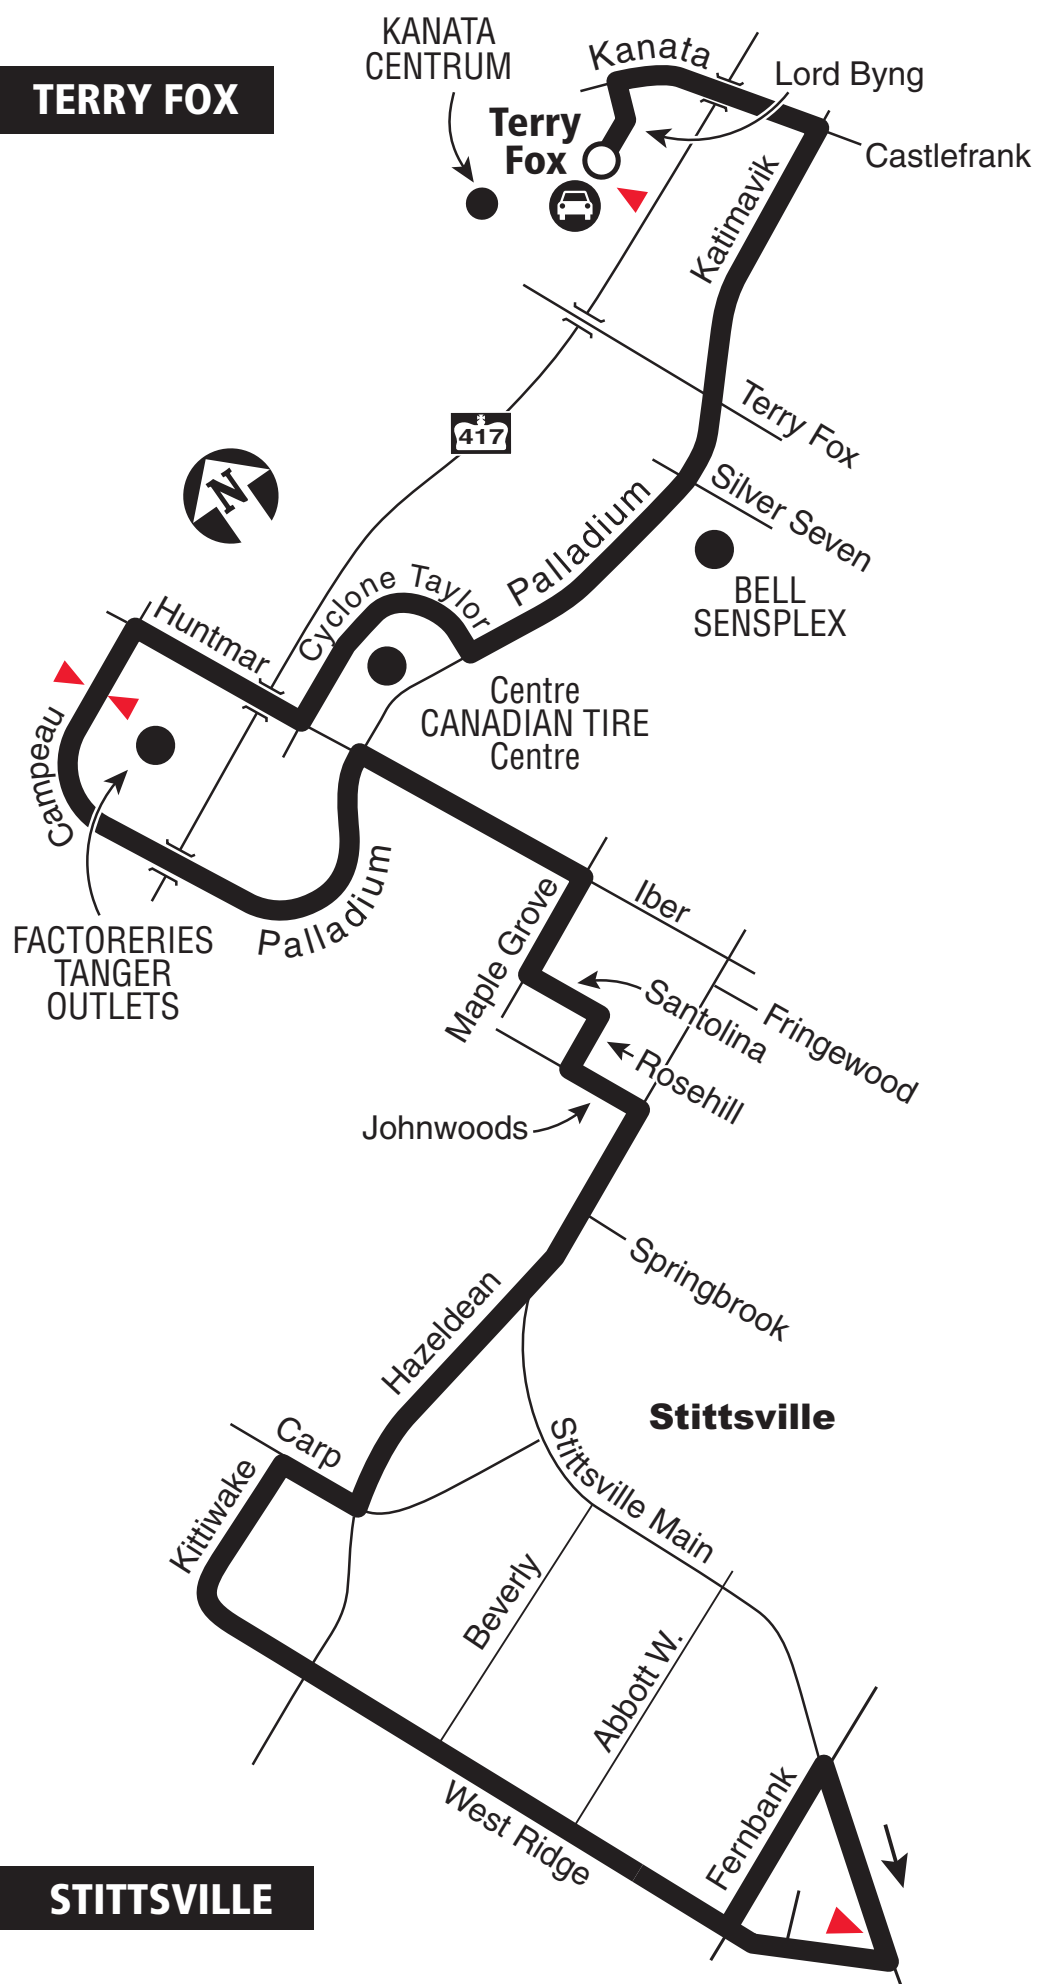 KANATA
CENTRUM
Kanata
Lord Byng
TERRY FOX
Terry
Fox
Castlefrank
Katimavik
Terry Fox
417
Silver Seven
N
Palladium
BELL
SENSPLEX
Cyclone Taylor
Huntmar
Centre
CANADIAN TIRE
Centre
Campeau
Palladium
FACTORERIES
TANGER
OUTLETS
Iber
Maple Grove
Santolina
Fringewood
Rosehill
Johnwoods
Springbrook
Hazeldean
Stittsville
Carp
Stittsville Main
Kittiwake
Beverly
Abbott W.
Fernbank
West Ridge
STITTSVILLE